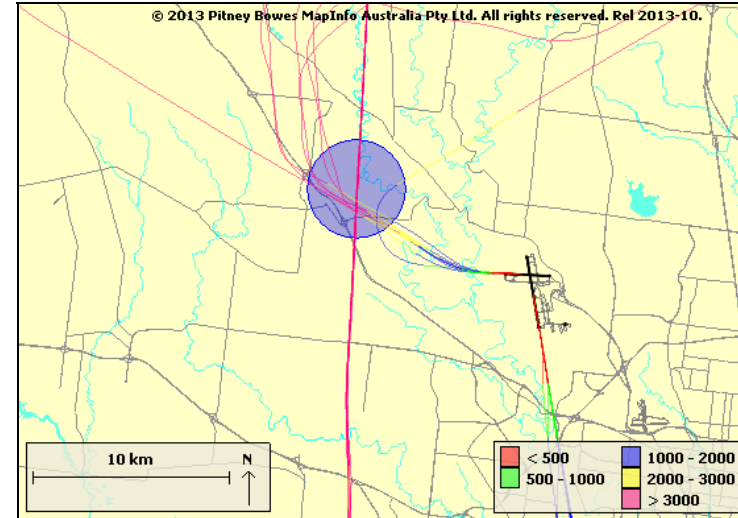 © 2013 Pitney Bowes MapInfo Australia Pty Ltd. All rights reserved. Rel 2013-10.
10 km
N
< 500
500 - 1000
1000 - 2000
2000 - 3000
> 3000